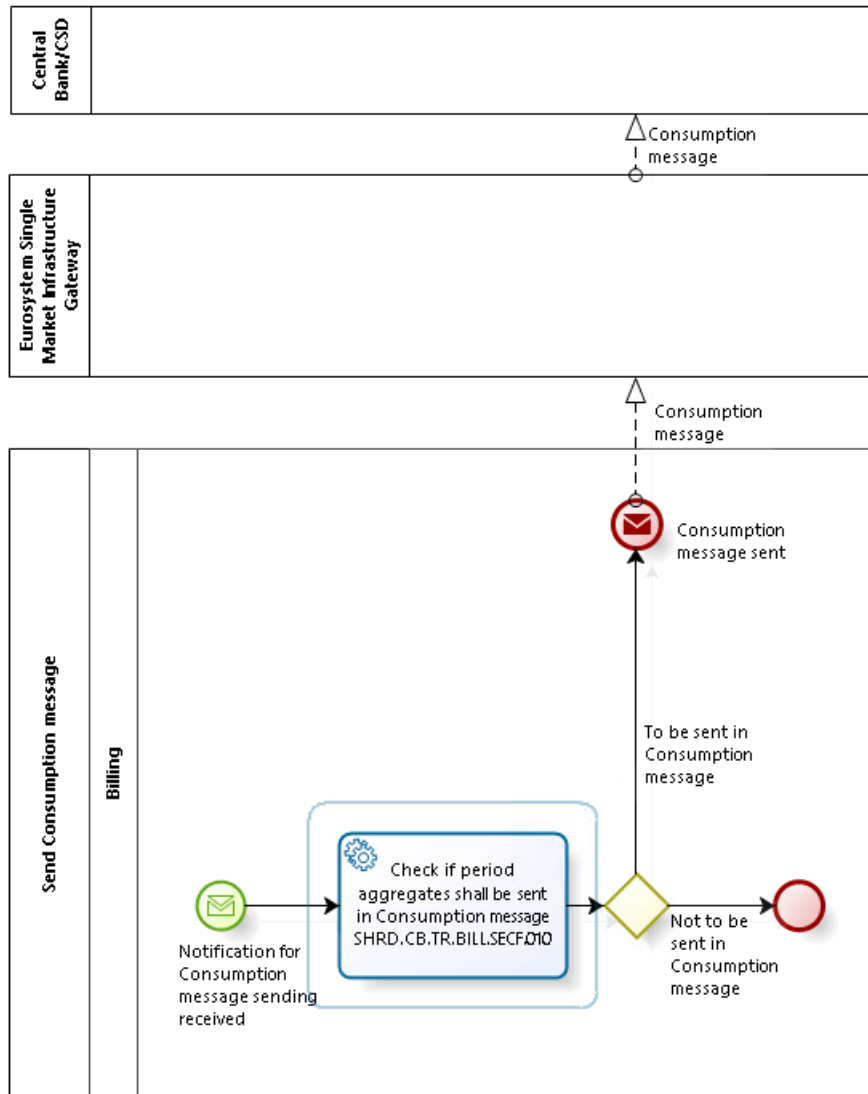 Central
Bank/CSD
Consumption
message
Eurosystem Single
Market Infrastructure
Gateway
Consumption
message
Send Consumption message
Billing
Consumption
message sent
To be sent in
Consumption
message
Check if period
aggregates shall be sent
in Consumption message
SHRD.CB.TR.BILL.SECF.010
Notification for
Consumption
message sending
received
Not to be
sent in
Consumption
message